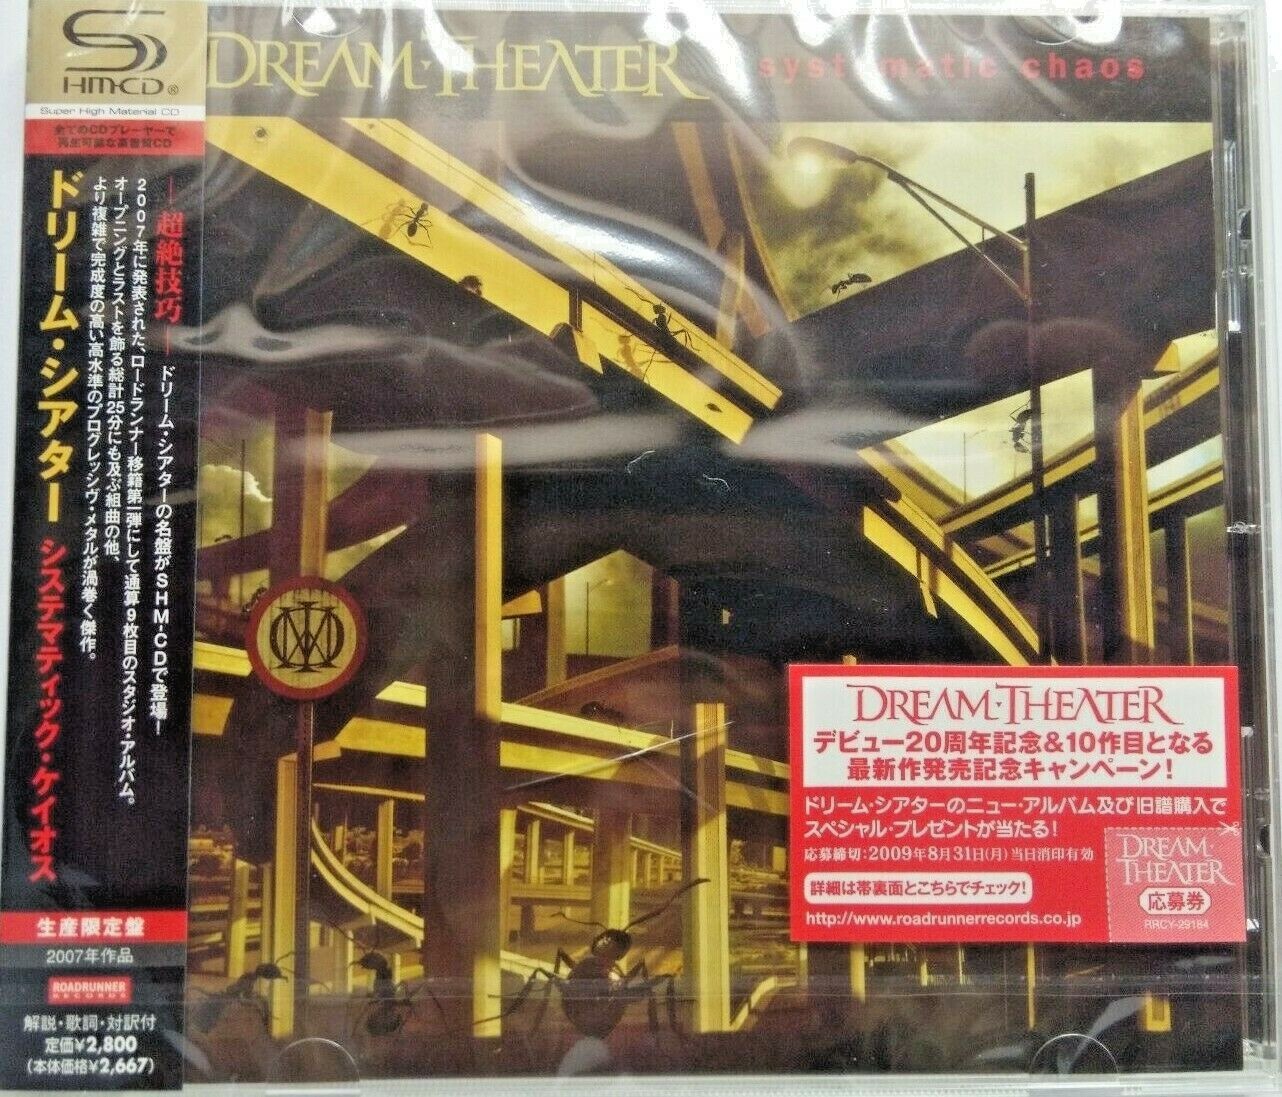 SHM-CD®
Super High Material CD
全てのCDプレーヤーで
再生可能な高音質CD
DREAM·THEATER
systematic chaos
ドリーム・シアター システマティック・ケイオス
—超絶技巧— ドリーム・シアターの名盤がSHM-CDで登場!
2007年に発表された、ロードランナー移籍第一弾にして通算9枚目のスタジオ・アルバム。
オープニングとラストを飾る総計25分にも及ぶ組曲の他、
より複雑で完成度の高い高水準のプログレッシヴ・メタルが渦巻く傑作。
生産限定盤
2007年作品
ROADRUNNER
RECORDS
解説・歌詞・対訳付
定価¥2,800
(本体価格¥2,667)
DREAM·THEATER
デビュー20周年記念&10作目となる
最新作発売記念キャンペーン!
ドリーム・シアターのニュー・アルバム及び旧譜購入で
スペシャル・プレゼントが当たる!
応募締切:2009年8月31日(月)当日消印有効
詳細は帯裏面とこちらでチェック!
http://www.roadrunnerrecords.co.jp
DREAM·
THEATER
応募券
RRCY-29184